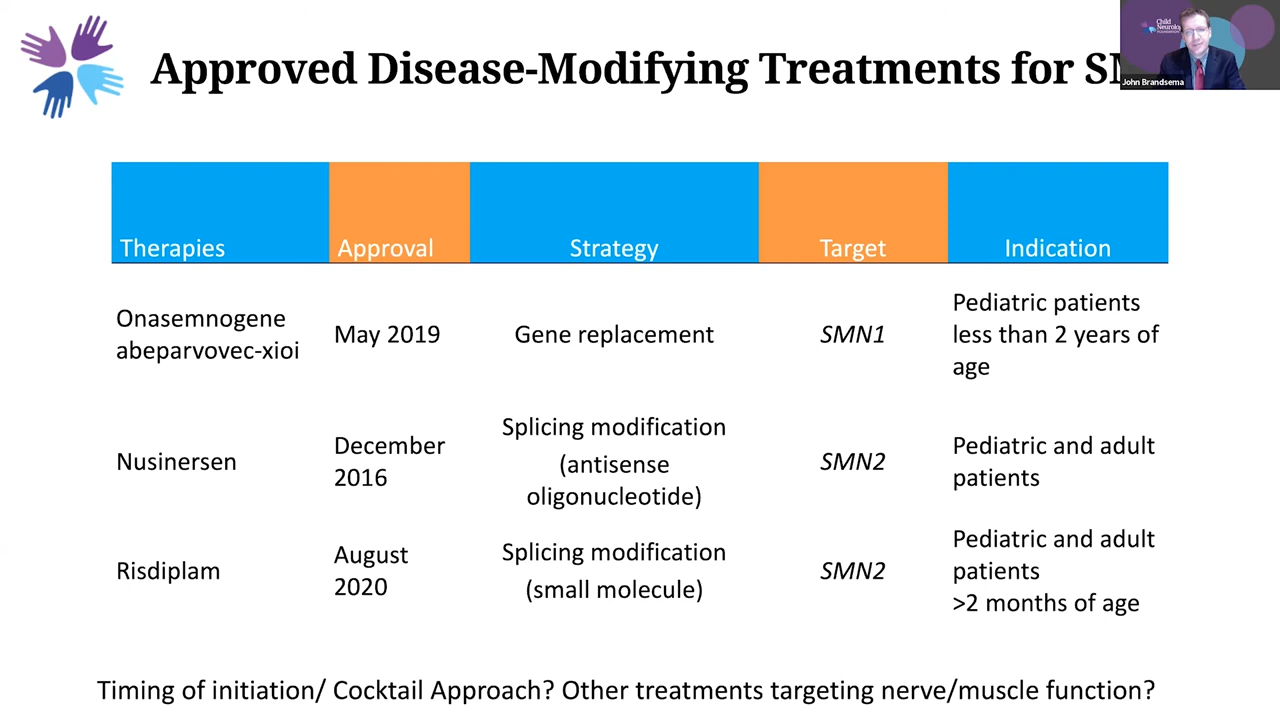 Approved Disease-Modifying Treatments for
Child
John Brandsema
Therapies Approval Strategy Target Indication
Onasemnogene
abeparvovec-xioi
May 2019
Gene replacement
SMN1
Pediatric patients
less than 2 years of
age
Nusinersen
December
2016
Splicing modification
(antisense
oligonucleotide)
SMN2
Pediatric and adult
patients
Risdiplam
August
2020
Splicing modification
(small molecule)
SMN2
Pediatric and adult
patients
>2 months of age
Timing of initiation/ Cocktail Approach? Other treatments targeting nerve/muscle function?